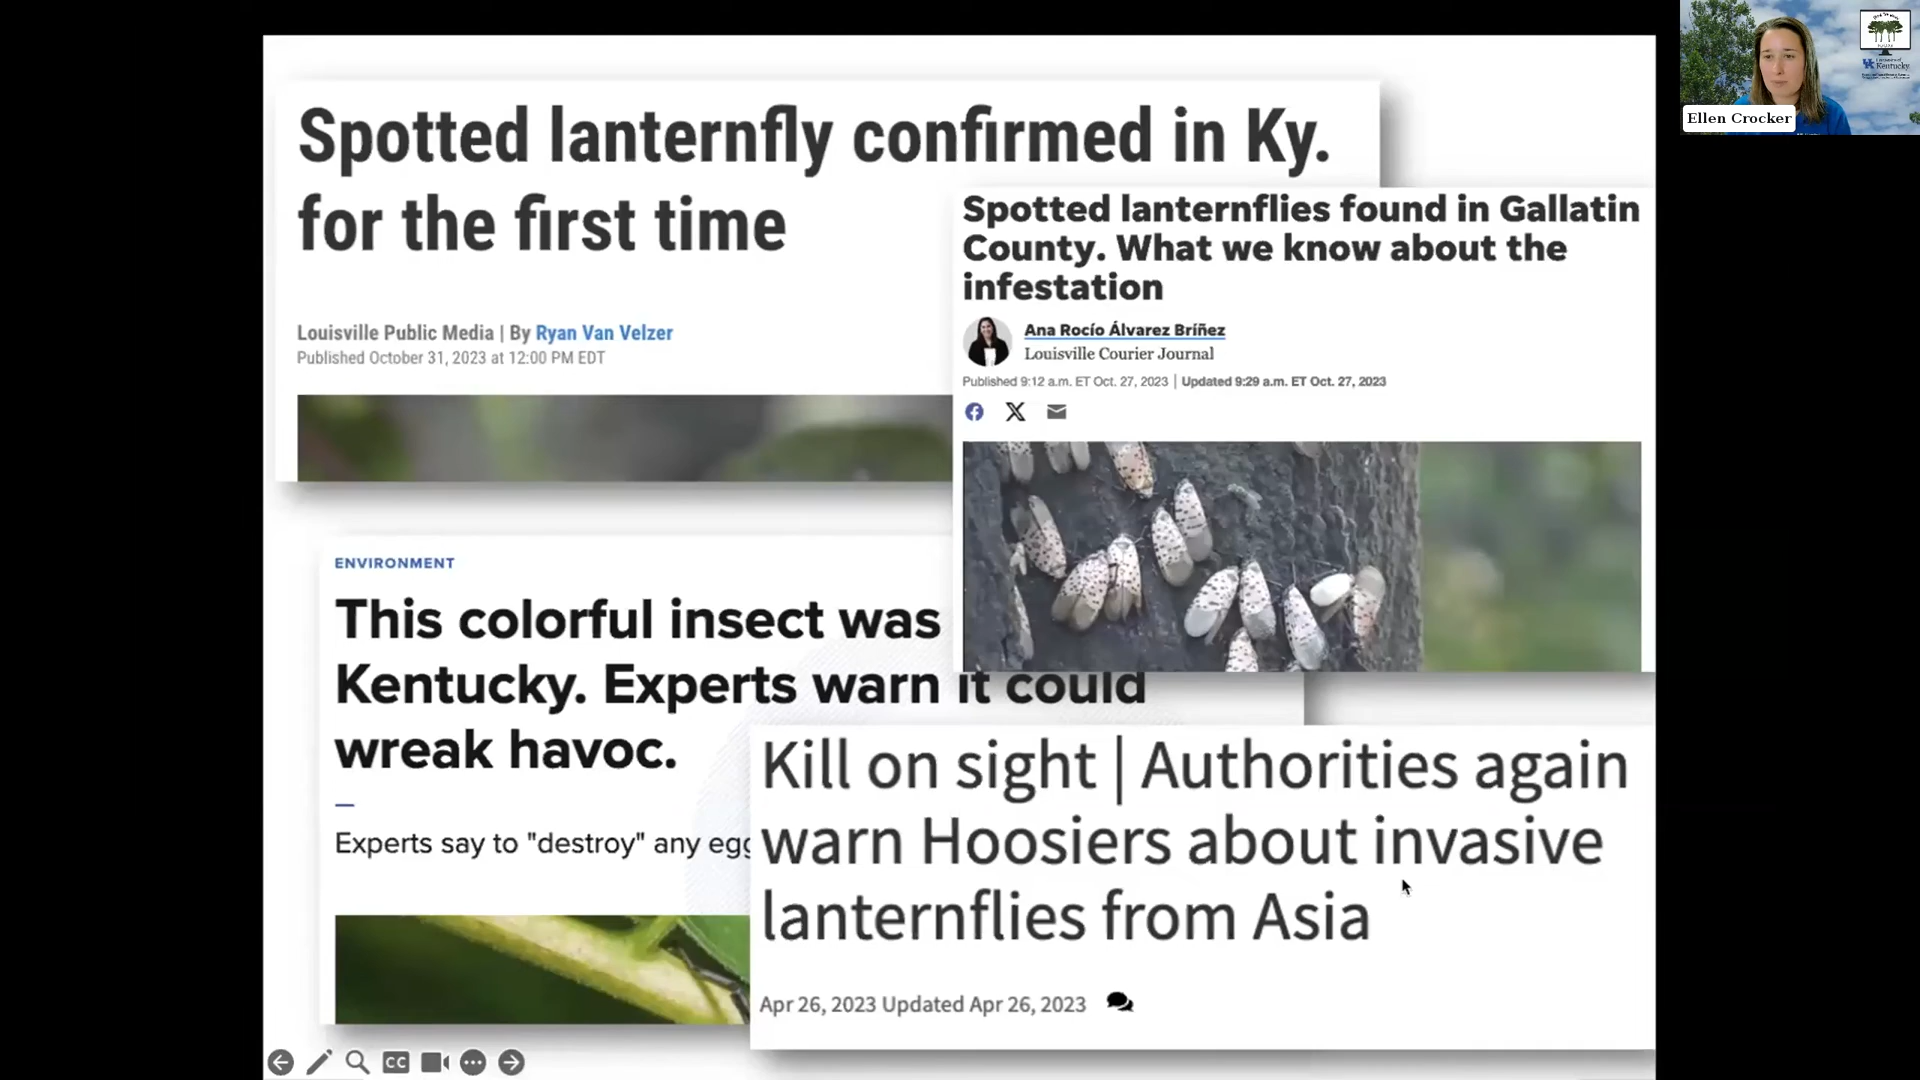 Spotted lanternfly confirmed in Ky.
for the first time
Louisville Public Media | By Ryan Van Velzer
Published October 31, 2023 at 12:00 PM EDT
Spotted lanternflies found in Gallatin
County. What we know about the
infestation
Ana Rocío Álvarez Bríñez
Louisville Courier Journal
Published 9:12 a.m. ET Oct. 27, 2023 | Updated 9:29 a.m. ET Oct. 27, 2023
ENVIRONMENT
This colorful insect was
Kentucky. Experts warn it could
wreak havoc.
Experts say to "destroy" any egg
Kill on sight | Authorities again
warn Hoosiers about invasive
lanternflies from Asia
Apr 26, 2023 Updated Apr 26, 2023
CC
Ellen Crocker
UK
Kentucky